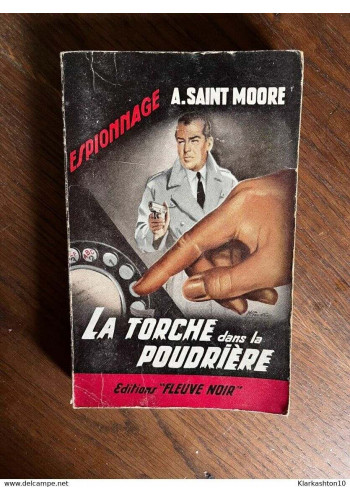 ESPIONNAGE
A. SAINT MOORE
LA TORCHE dans la
POUDRIÈRE
Editions "FLEUVE NOIR"
www.delcampe.net
Klarkashton10